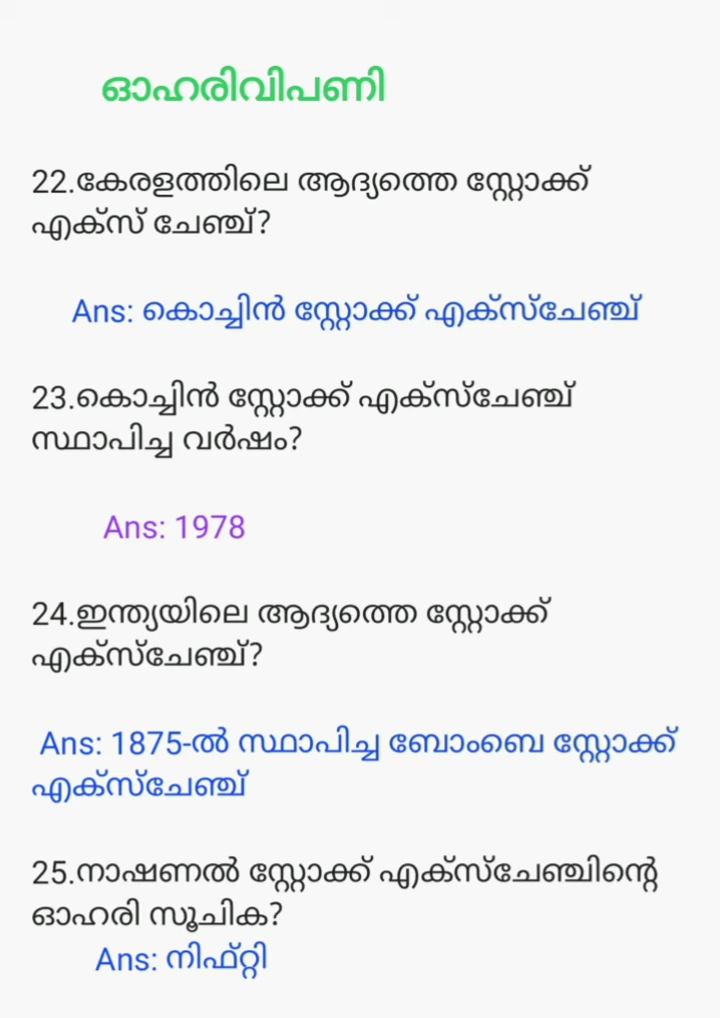 ഓഹരിവിപണി
22.കേരളത്തിലെ ആദ്യത്തെ സ്റ്റോക്ക്
എക്സ് ചേഞ്ച്?
Ans: കൊച്ചിൻ സ്റ്റോക്ക് എക്സ്ചേഞ്ച്
23.കൊച്ചിൻ സ്റ്റോക്ക് എക്സ്ചേഞ്ച്
സ്ഥാപിച്ച വർഷം?
Ans: 1978
24.ഇന്ത്യയിലെ ആദ്യത്തെ സ്റ്റോക്ക്
എക്സ്ചേഞ്ച്?
Ans: 1875-ൽ സ്ഥാപിച്ച ബോംബെ സ്റ്റോക്ക്
എക്സ്ചേഞ്ച്
25.നാഷണൽ സ്റ്റോക്ക് എക്സ്ചേഞ്ചിന്റെ
ഓഹരി സൂചിക?
Ans: നിഫ്റ്റി